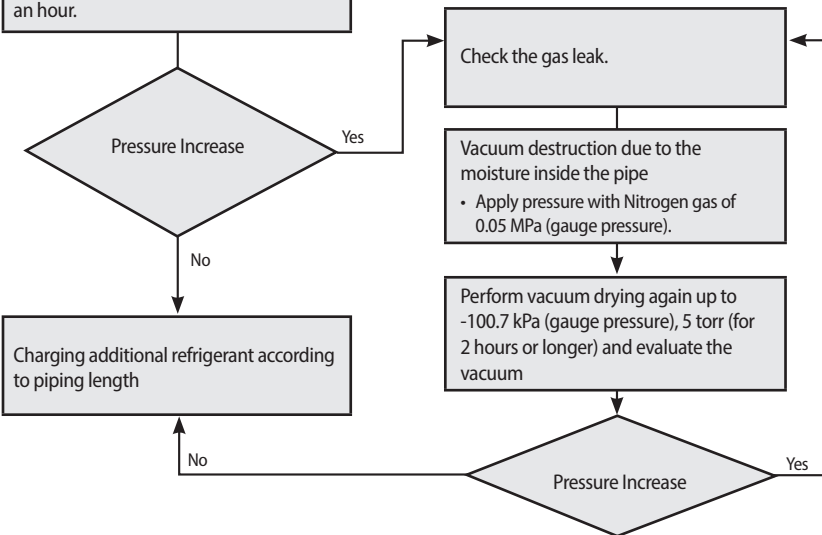 an hour.
Pressure Increase
Yes
No
Charging additional refrigerant according
to piping length
Check the gas leak.
Vacuum destruction due to the
moisture inside the pipe
• Apply pressure with Nitrogen gas of
0.05 MPa (gauge pressure).
Perform vacuum drying again up to
-100.7 kPa (gauge pressure), 5 torr (for
2 hours or longer) and evaluate the
vacuum
Pressure Increase
Yes
No